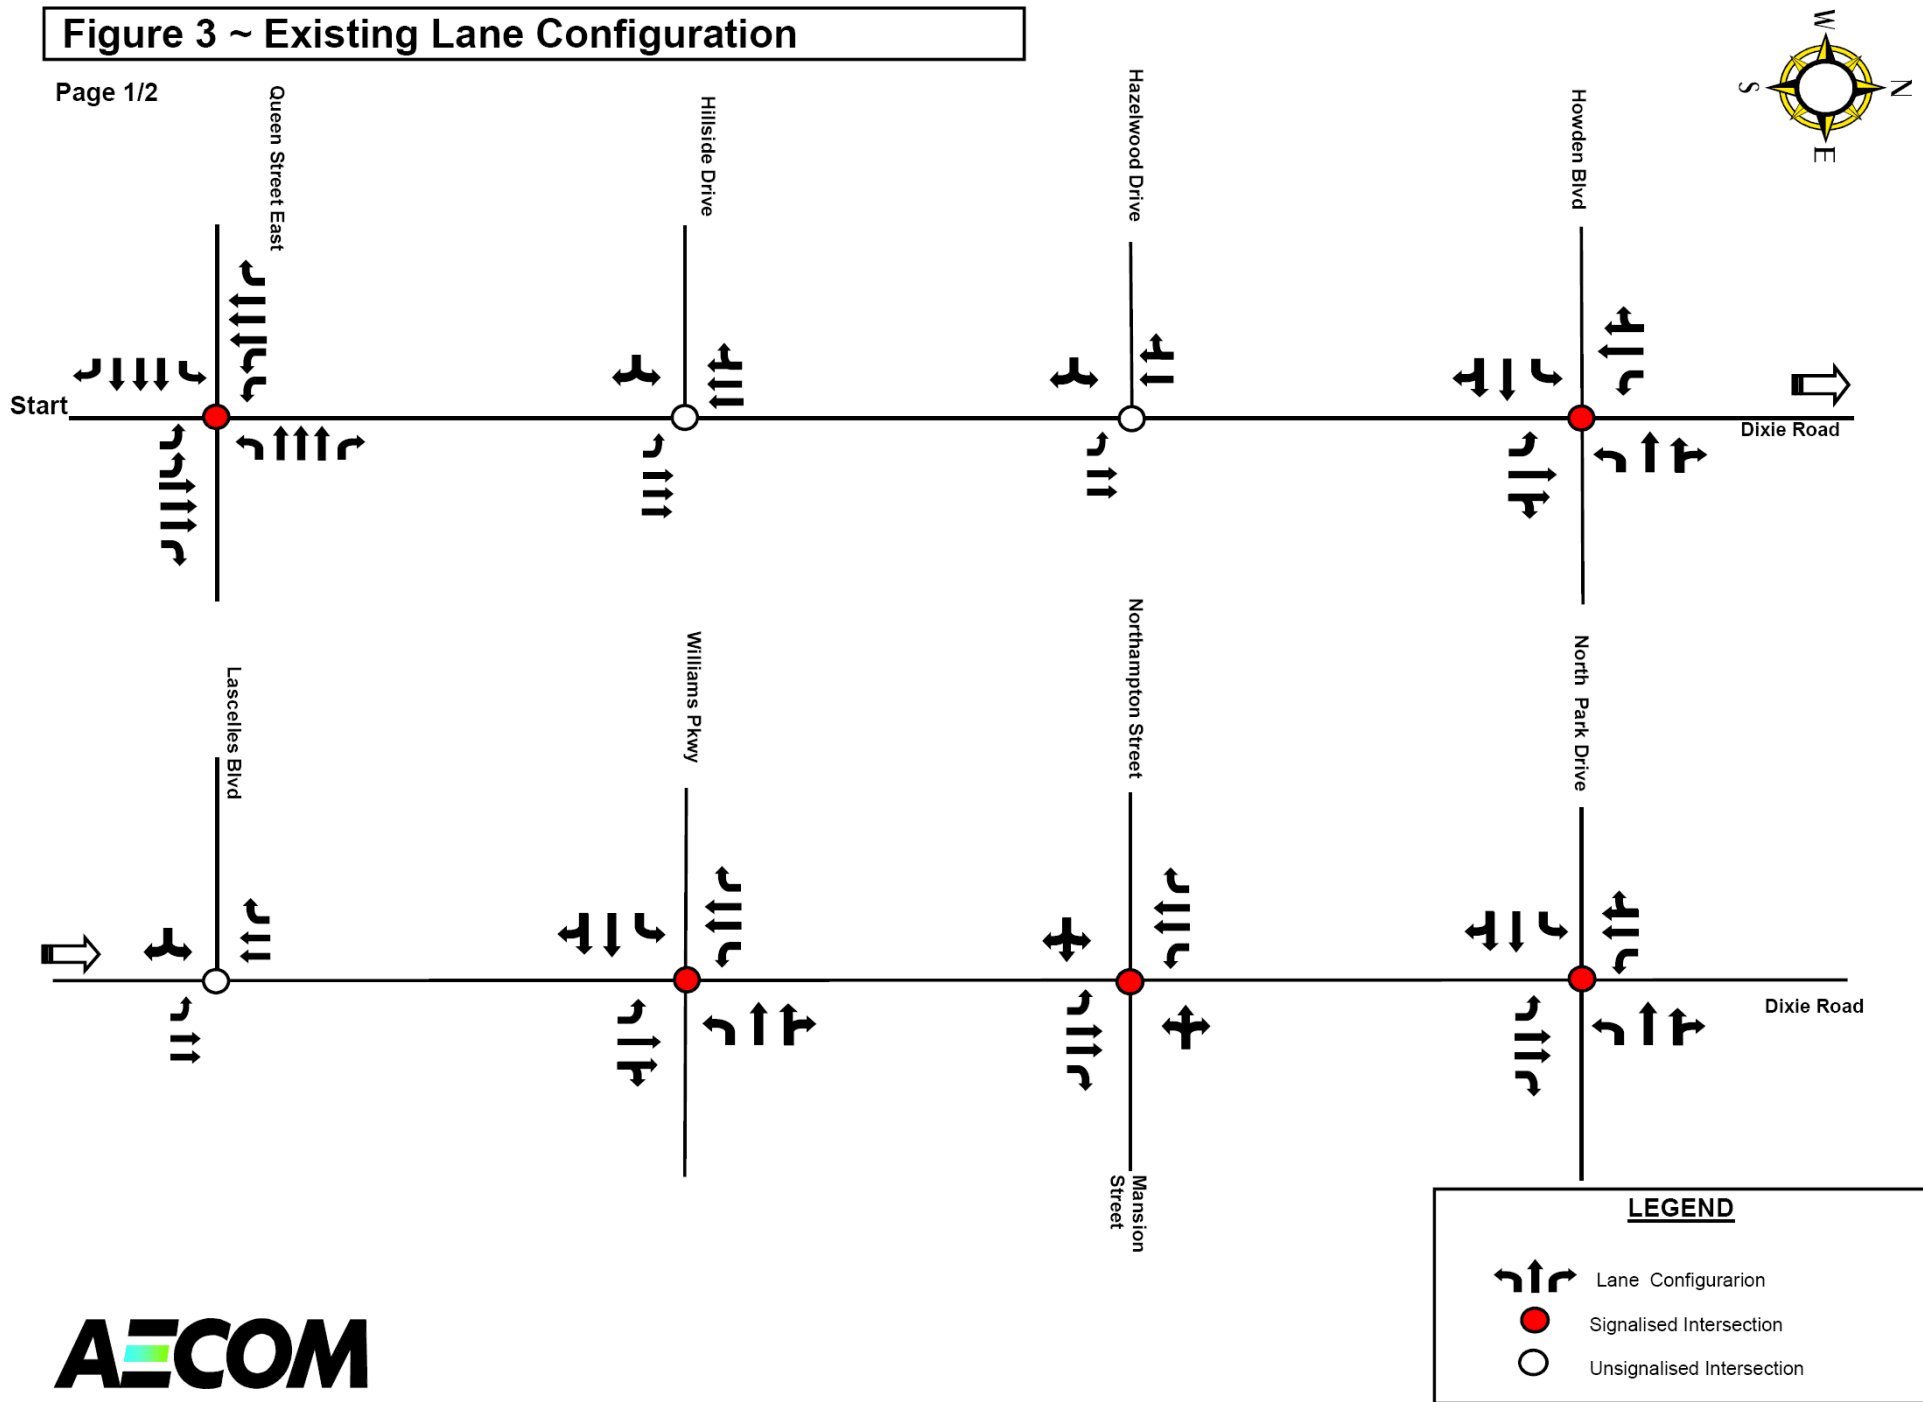 Figure 3 ~ Existing Lane Configuration
Page 1/2
W
S
N
E
Queen Street East
Hillside Drive
Hazelwood Drive
Howden Blvd
Start
Dixie Road
Lascelles Blvd
Williams Pkwy
Northampton Street
North Park Drive
Dixie Road
Mansion
Street
LEGEND
Lane Configurarion
Signalised Intersection
Unsignalised Intersection
AECOM